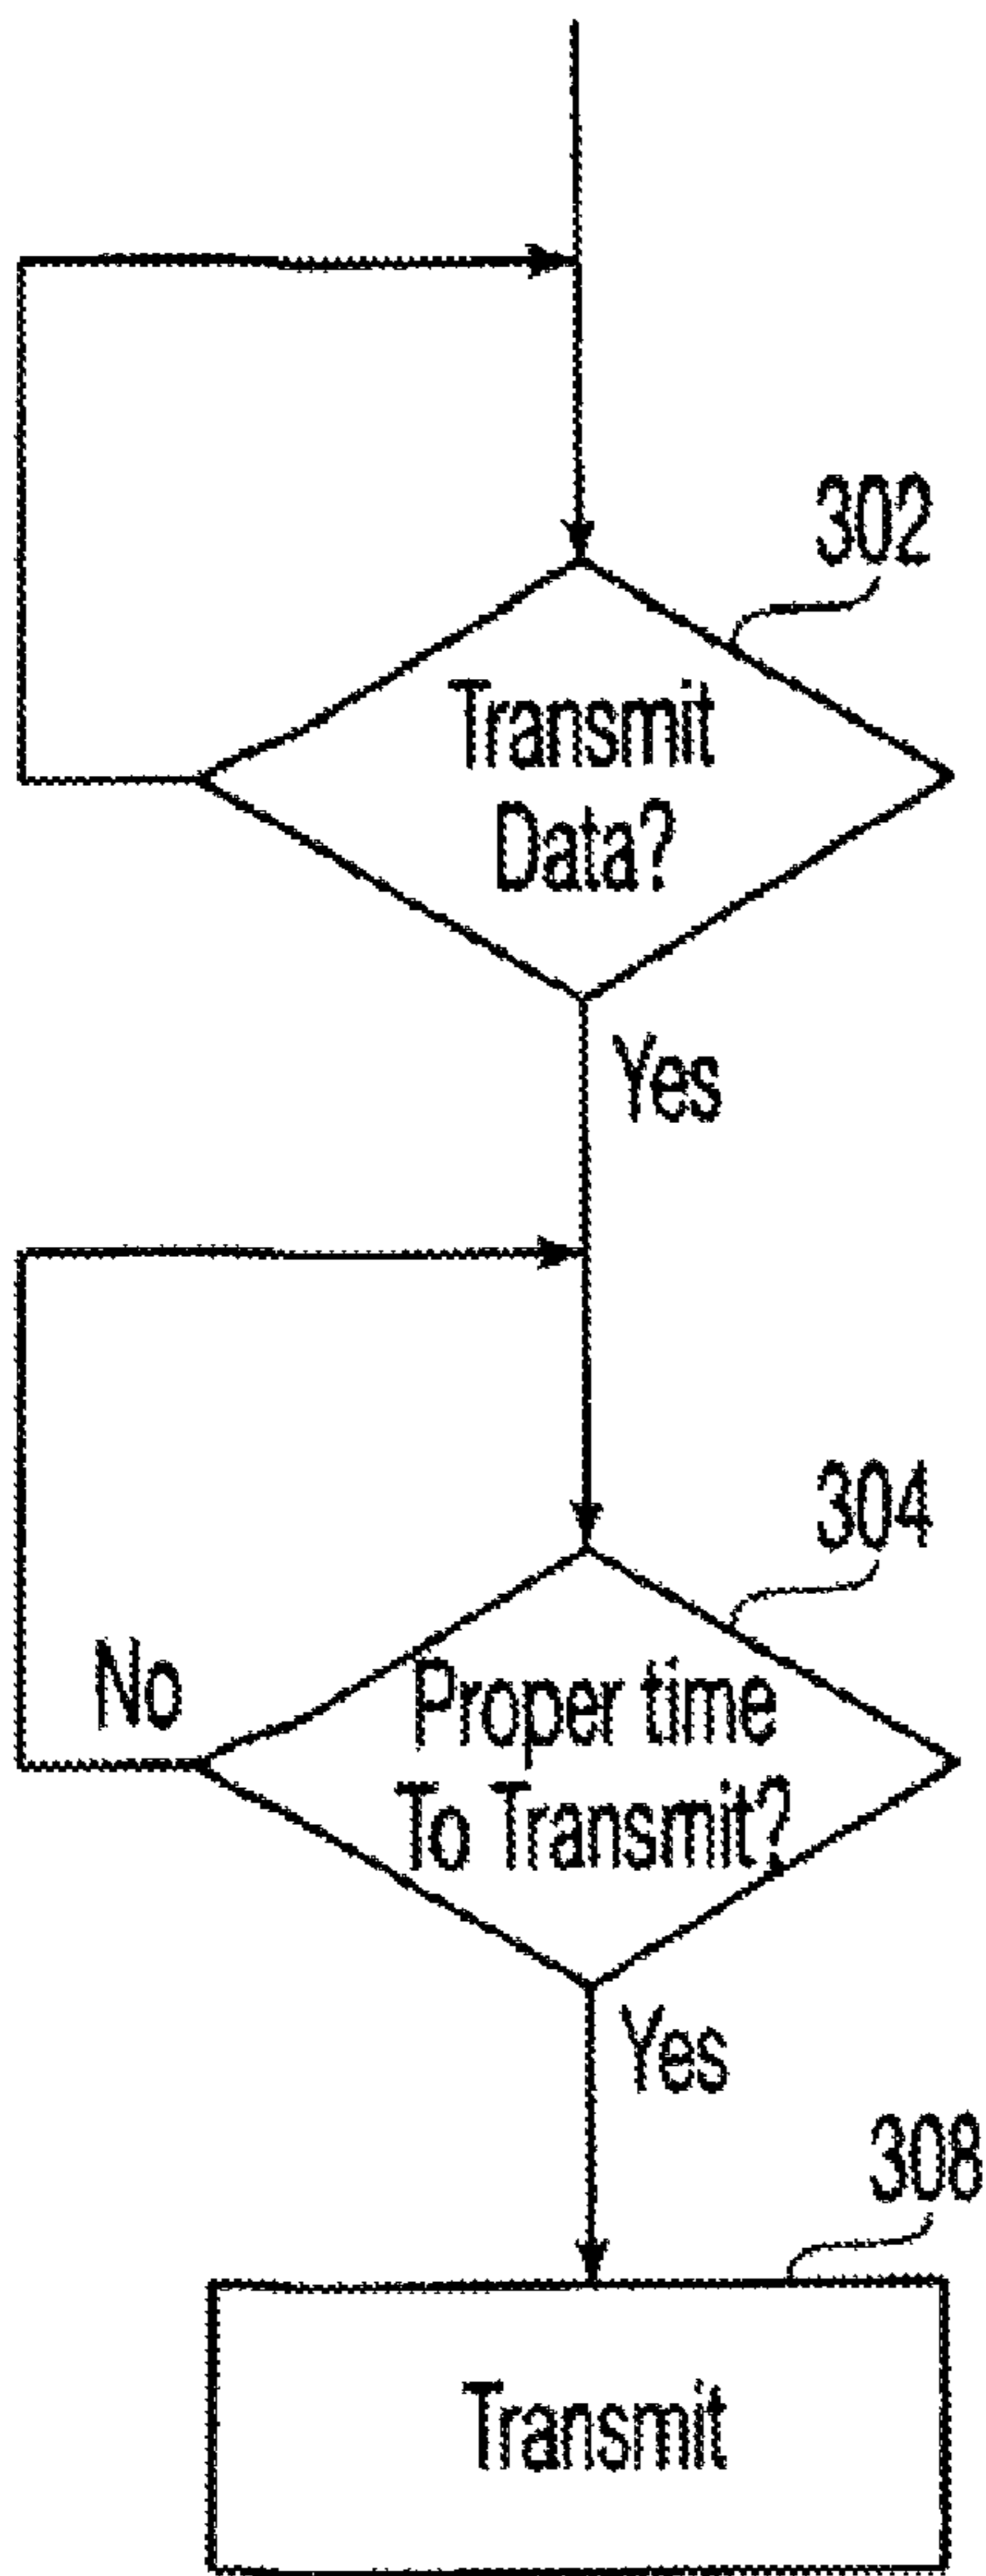 302
Transmit
Data?
Yes
304
No
Proper time
To Transmit?
Yes
308
Transmit